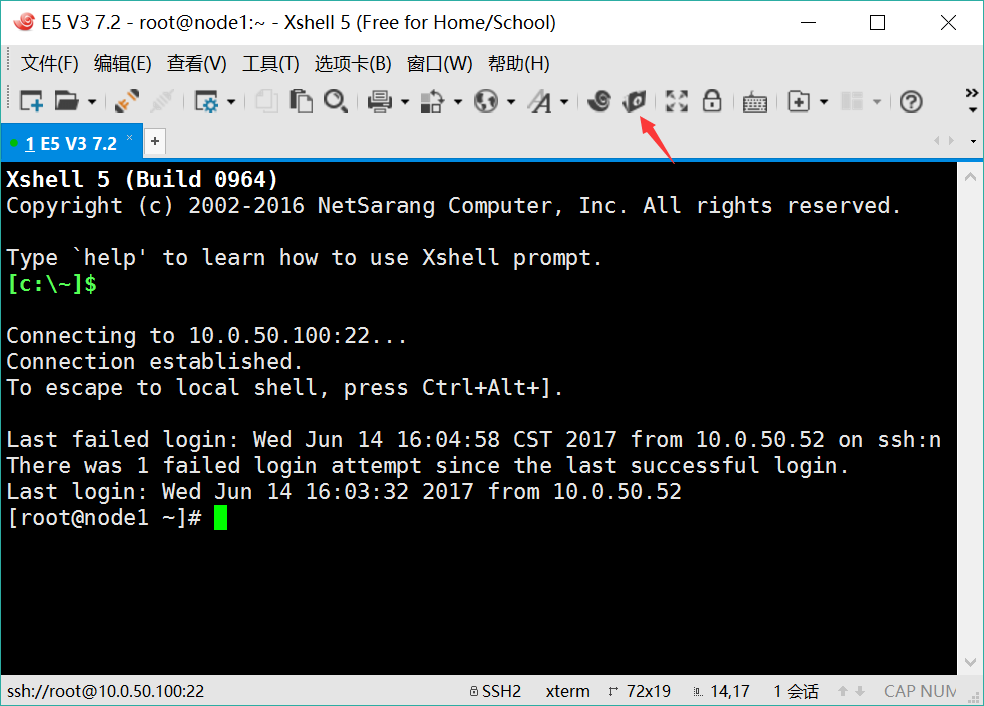 E5 V3 7.2 - root@node1:~ - Xshell 5 (Free for Home/School)
文件(F) 编辑(E) 查看(V) 工具(T) 选项卡(B) 窗口(W) 帮助(H)
1 E5 V3 7.2 × +
Xshell 5 (Build 0964)
Copyright (c) 2002-2016 NetSarang Computer, Inc. All rights reserved.
Type `help' to learn how to use Xshell prompt.
[c:\~]$
Connecting to 10.0.50.100:22...
Connection established.
To escape to local shell, press Ctrl+Alt+].
Last failed login: Wed Jun 14 16:04:58 CST 2017 from 10.0.50.52 on ssh:n
There was 1 failed login attempt since the last successful login.
Last login: Wed Jun 14 16:03:32 2017 from 10.0.50.52
[root@node1 ~]#
ssh://root@10.0.50.100:22 SSH2 xterm 72x19 14,17 1 会话 CAP NUM